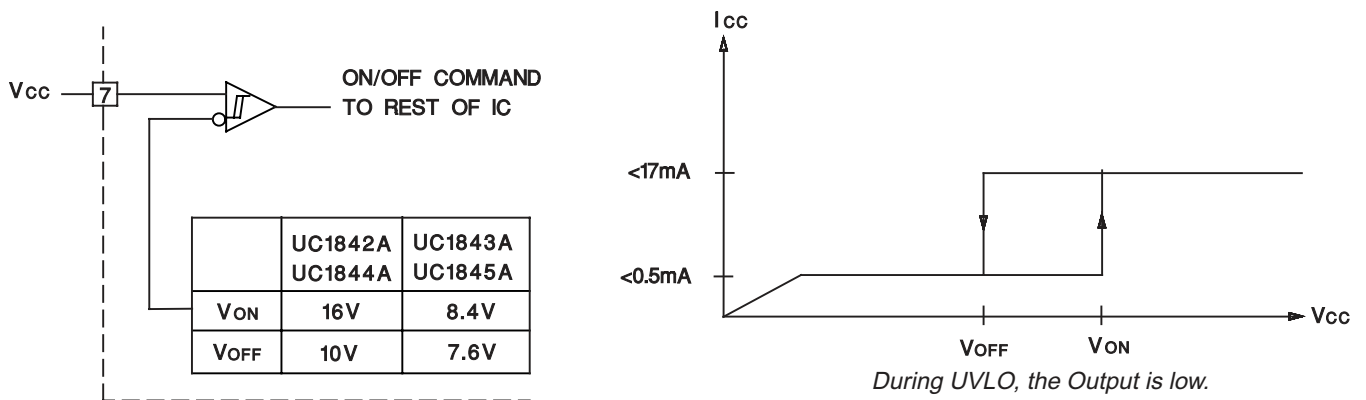 Vcc
7
ON/OFF COMMAND
TO REST OF IC
UC1842A UC1843A
UC1844A UC1845A
VON 16V 8.4V
VOFF 10V 7.6V
Icc
<17mA
<0.5mA
Vcc
VOFF VON
During UVLO, the Output is low.